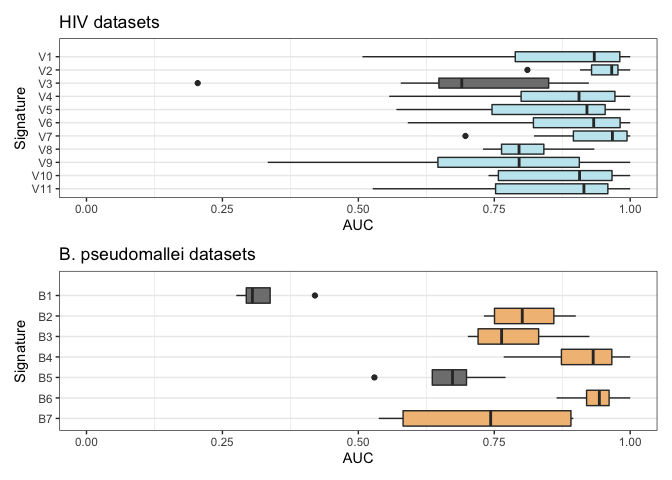 HIV datasets
Signature
V1
V2
V3
V4
V5
V6
V7
V8
V9
V10
V11
0.00 0.25 0.50 0.75 1.00
AUC
B. pseudomallei datasets
Signature
B1
B2
B3
B4
B5
B6
B7
0.00 0.25 0.50 0.75 1.00
AUC